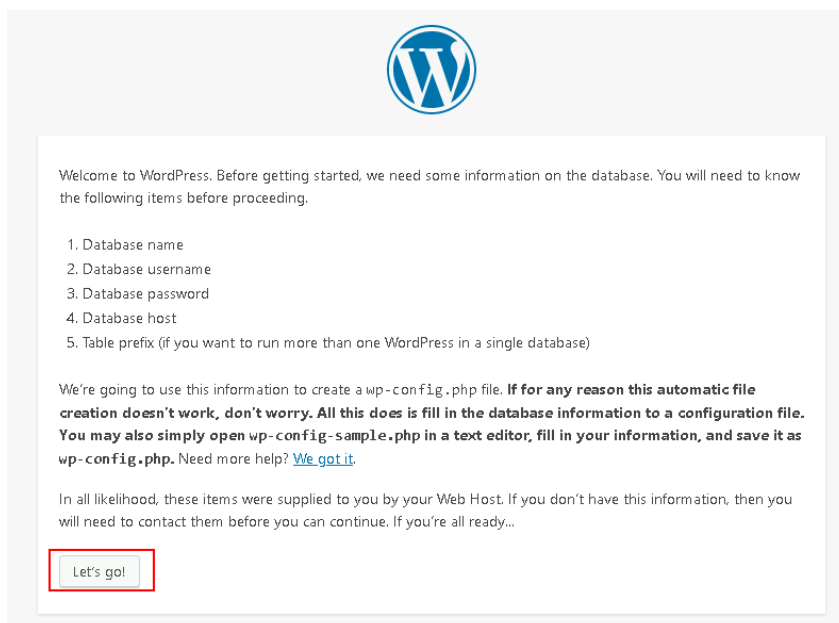 Welcome to WordPress. Before getting started, we need some information on the database. You will need to know
the following items before proceeding.
1. Database name
2. Database username
3. Database password
4. Database host
5. Table prefix (if you want to run more than one WordPress in a single database)
We're going to use this information to create a wp-config.php file. If for any reason this automatic file
creation doesn't work, don't worry. All this does is fill in the database information to a configuration file.
You may also simply open wp-config-sample.php in a text editor, fill in your information, and save it as
wp-config.php. Need more help? We got it.
In all likelihood, these items were supplied to you by your Web Host. If you don't have this information, then you
will need to contact them before you can continue. If you're all ready...
Let's go!